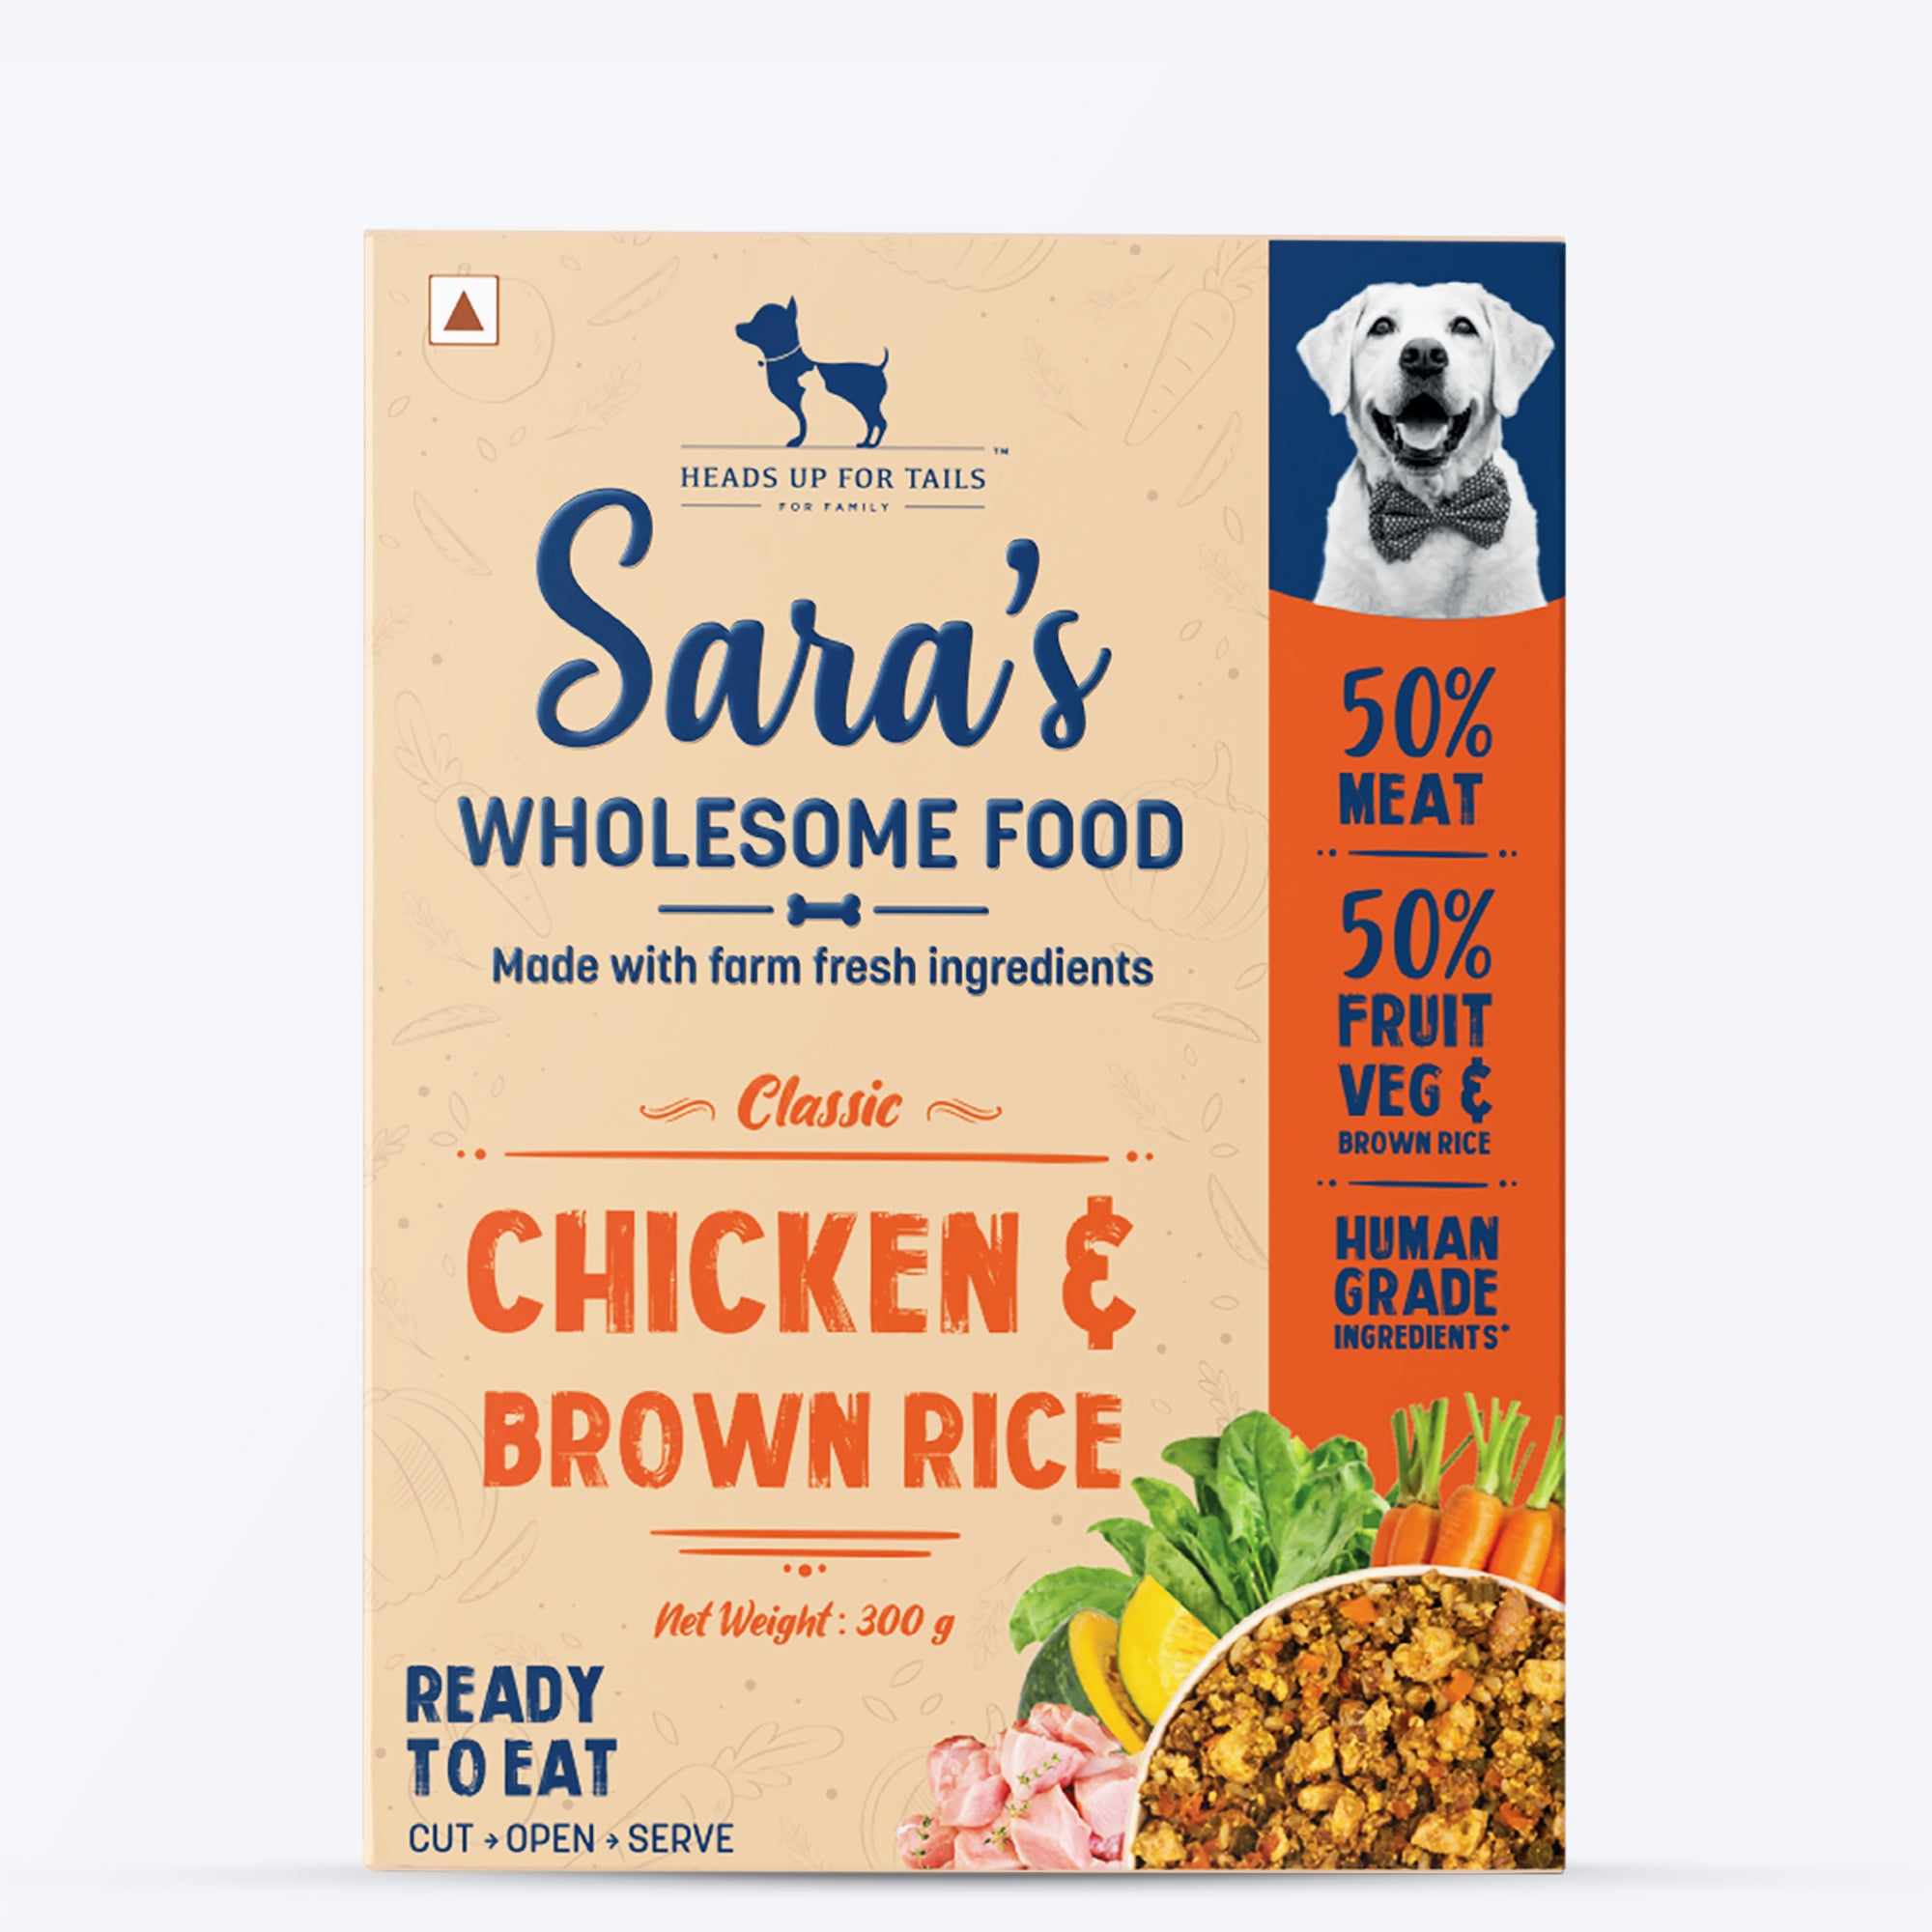 HEADS UP FOR TAILS ™
FOR FAMILY
Sara's
WHOLESOME FOOD
Made with farm fresh ingredients
Classic
CHICKEN &
BROWN RICE
Net Weight : 300 g
READY
TO EAT
CUT → OPEN → SERVE
50%
MEAT
50%
FRUIT
VEG &
BROWN RICE
HUMAN
GRADE
INGREDIENTS*